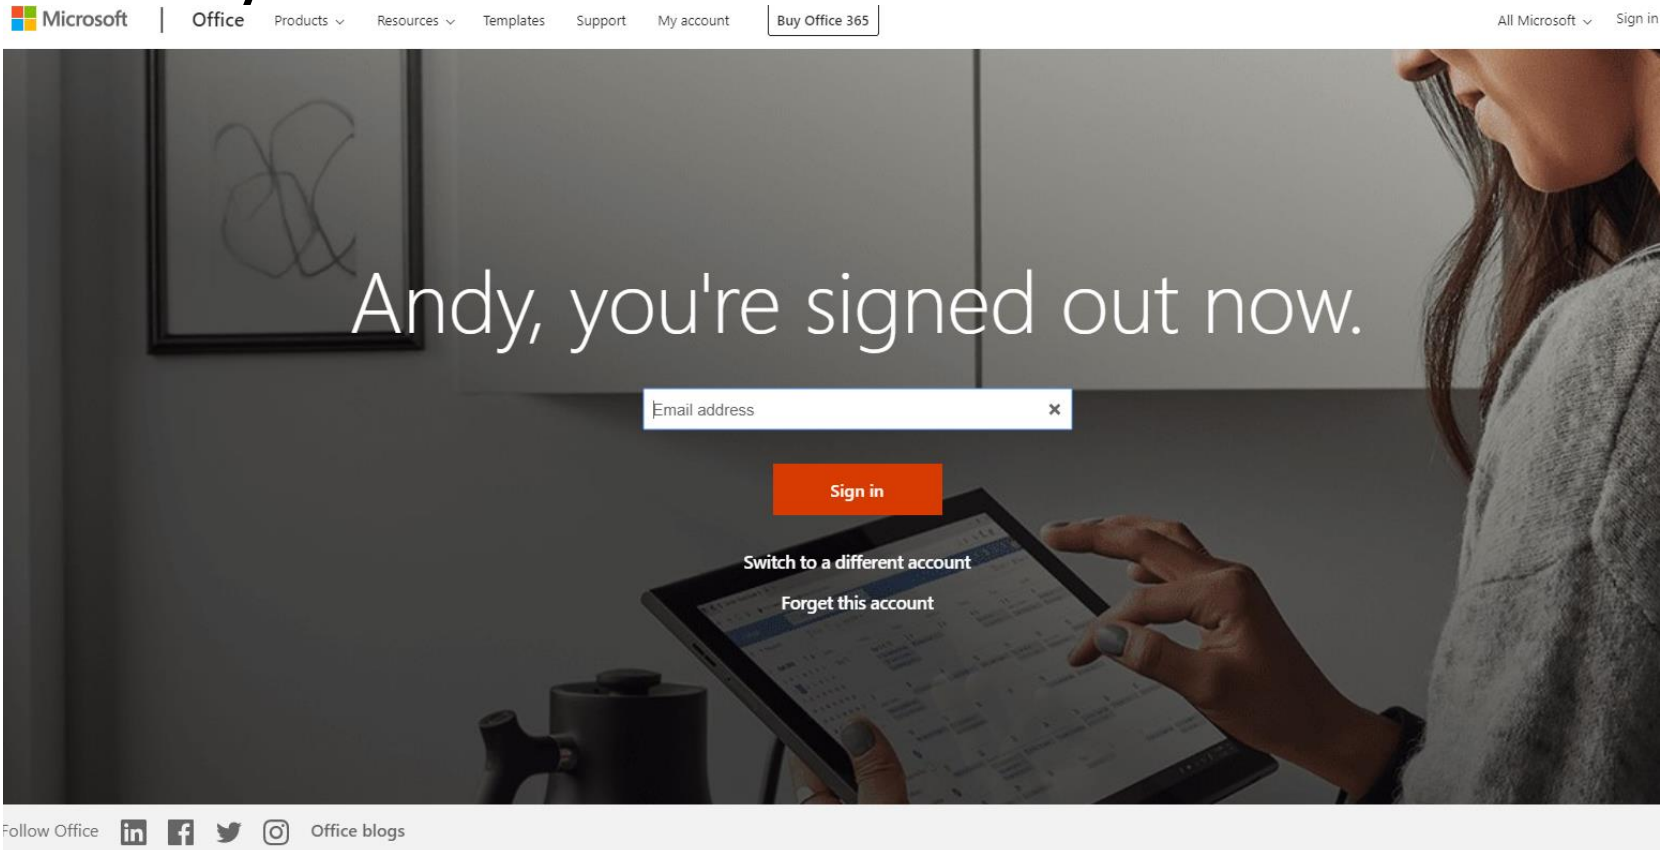 Microsoft | Office Products Resources Templates Support My account Buy Office 365 All Microsoft Sign in
Andy, you're signed out now.
Email address
Sign in
Switch to a different account
Forget this account
Follow Office Office blogs